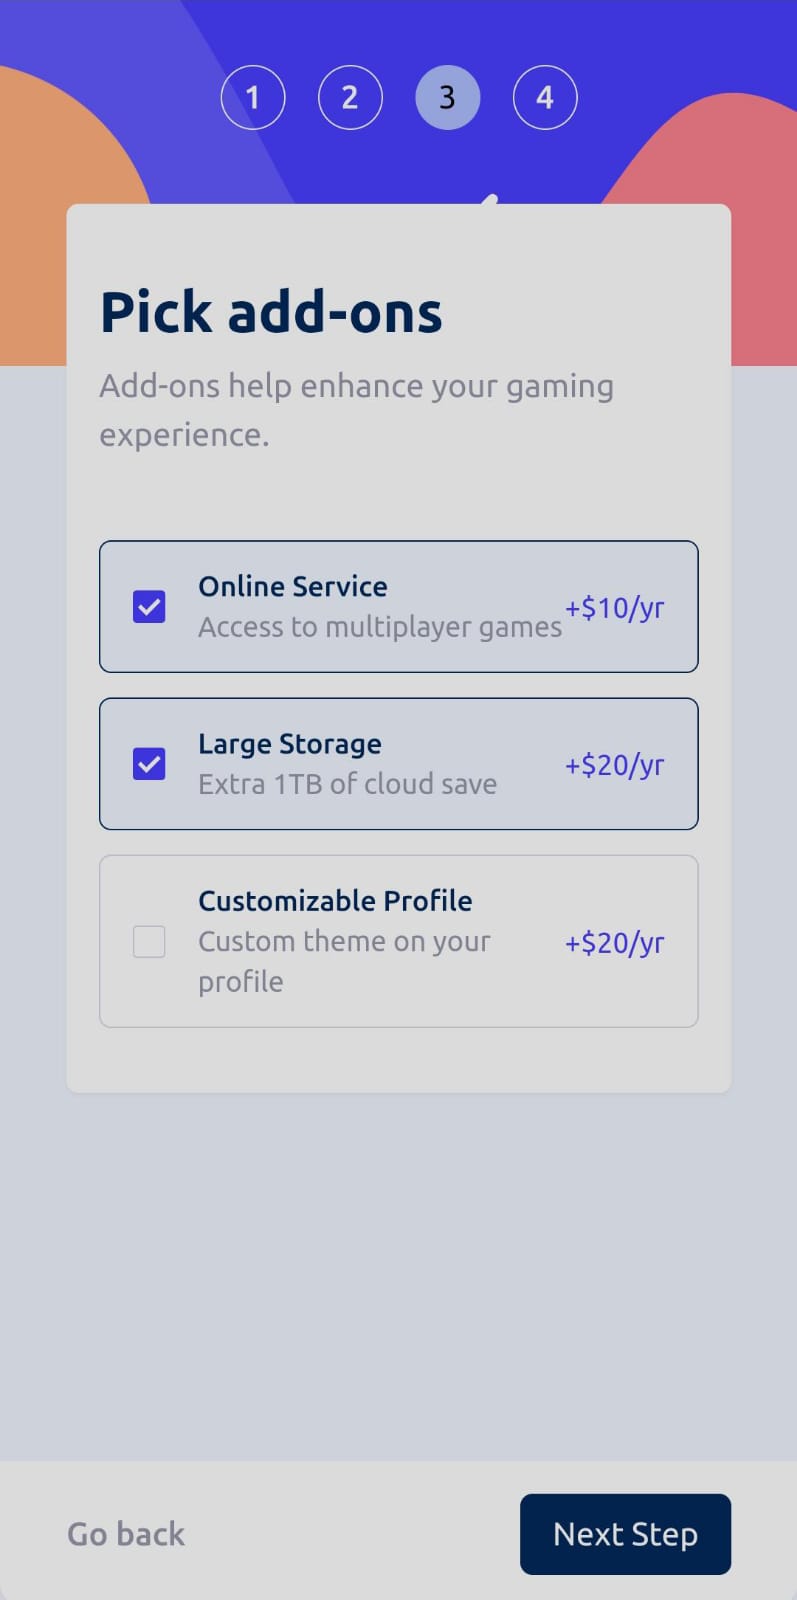 1 2 3 4
Pick add-ons
Add-ons help enhance your gaming
experience.
Online Service
Access to multiplayer games
+$10/yr
Large Storage
Extra 1TB of cloud save
+$20/yr
Customizable Profile
Custom theme on your
profile
+$20/yr
Go back
Next Step